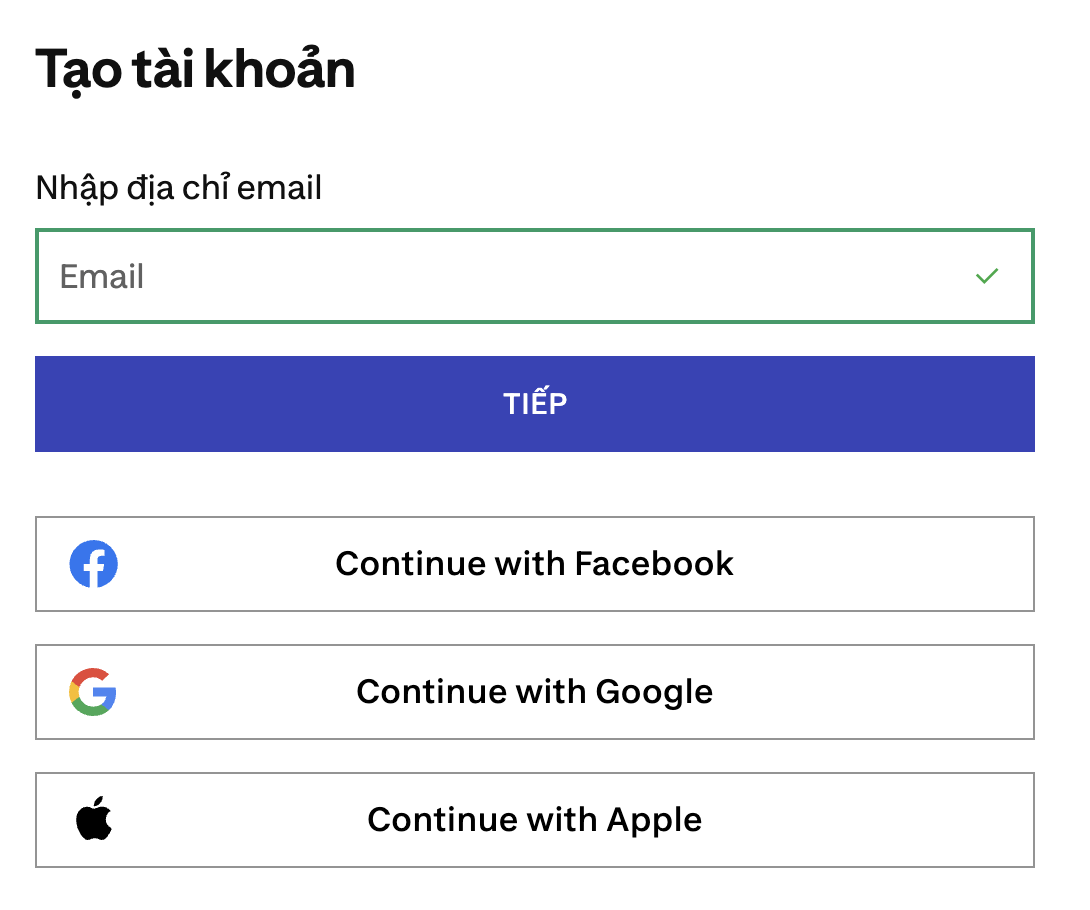 Tạo tài khoản
Nhập địa chỉ email
Email
TIẾP
Continue with Facebook
Continue with Google
Continue with Apple